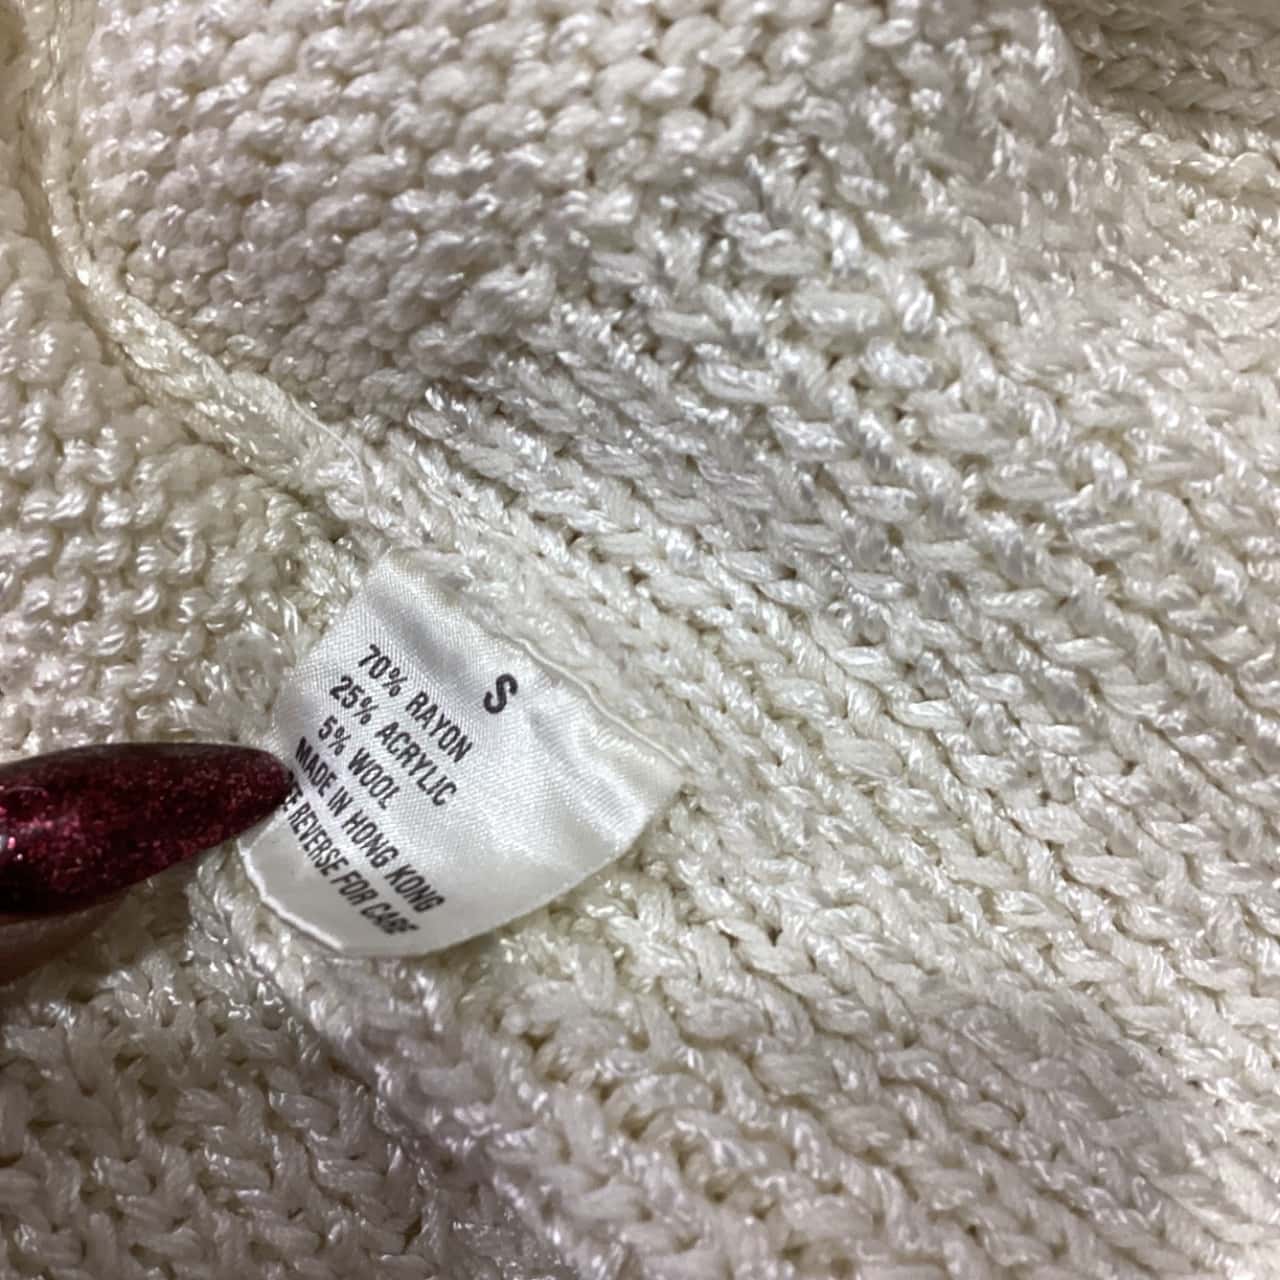 S
70% RAYON
25% ACRYLIC
5% WOOL
MADE IN HONG KONG
REVERSE FOR CARE